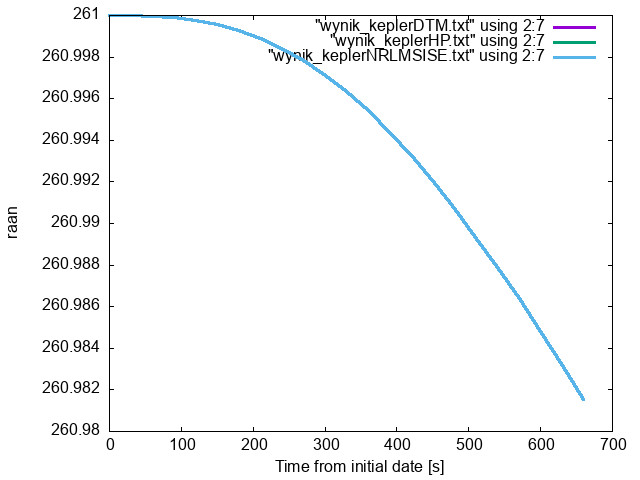 261
"wynik_keplerDTM.txt" using 2:7
"wynik_keplerHP.txt" using 2:7
"wynik_keplerNRLMSISE.txt" using 2:7
260.998
260.996
260.994
260.992
260.99
260.988
260.986
260.984
260.982
260.98
raan
0 100 200 300 400 500 600 700
Time from initial date [s]